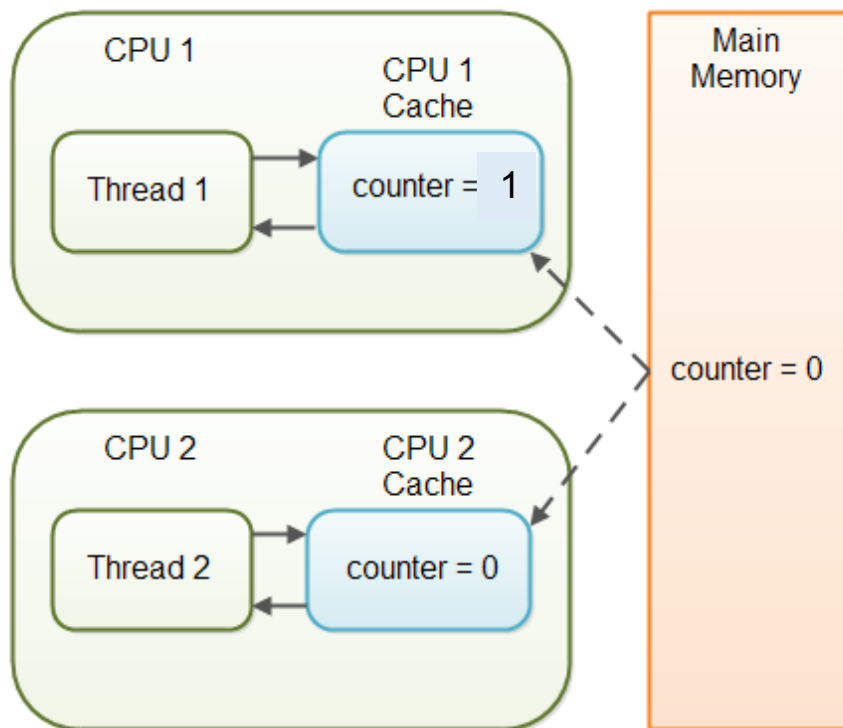 CPU 1
CPU 1
Cache
Thread 1
counter = 1
Main
Memory
counter = 0
CPU 2
CPU 2
Cache
Thread 2
counter = 0